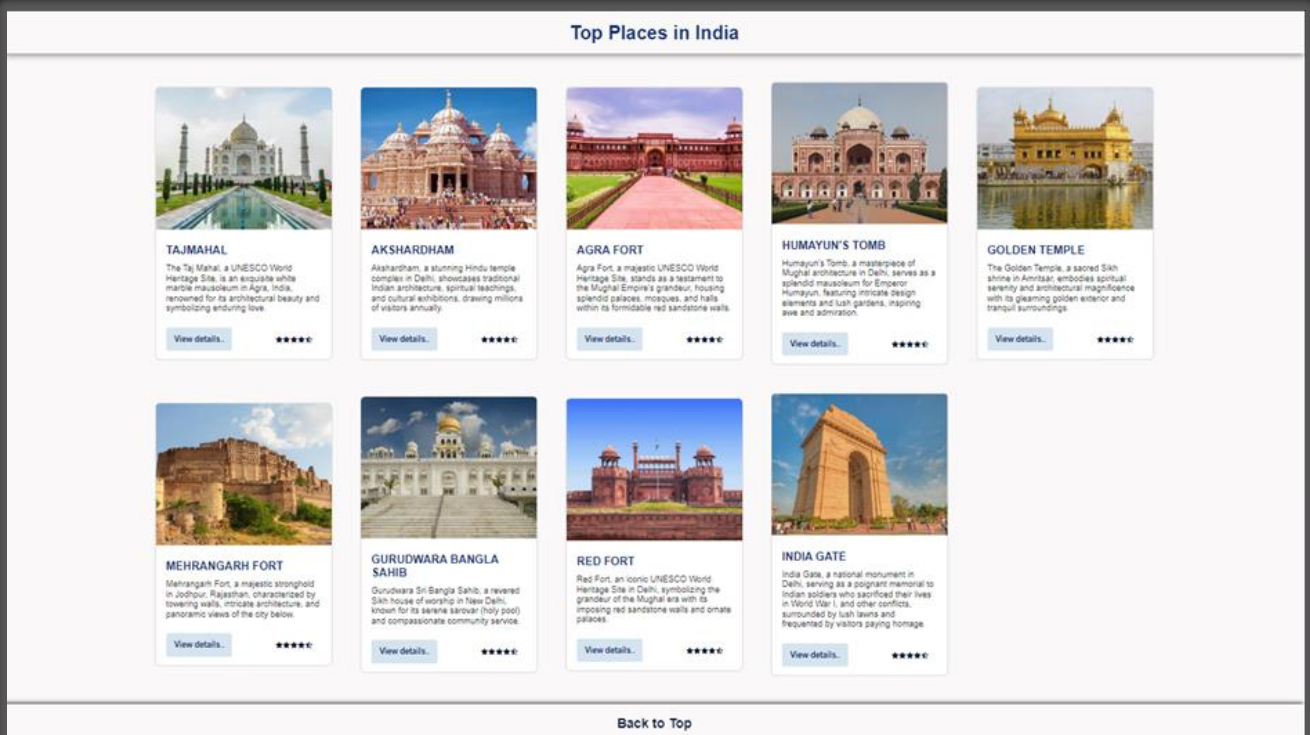 Top Places in India
TAJMAHAL
The Taj Mahal, a UNESCO World
Heritage Site, is an exquisite white
marble mausoleum in Agra, India,
renowned for its architectural beauty and
symbolizing enduring love.
View details..
AKSHARDHAM
Akshardham, a stunning Hindu temple
complex in Delhi, showcases traditional
Indian architecture, spiritual teachings,
and cultural exhibitions, drawing millions
of visitors annually.
View details..
AGRA FORT
Agra Fort, a majestic UNESCO World
Heritage Site, stands as a testament to
the Mughal Empire's grandeur, housing
splendid palaces, mosques, and halls
within its formidable red sandstone walls.
View details..
HUMAYUN'S TOMB
Humayun's Tomb, a masterpiece of
Mughal architecture in Delhi, serves as a
splendid mausoleum for Emperor
Humayun, featuring intricate design
elements and lush gardens, inspiring
awe and admiration.
View details..
GOLDEN TEMPLE
The Golden Temple, a sacred Sikh
shrine in Amritsar, embodies spiritual
serenity and architectural magnificence
with its gleaming golden exterior and
tranquil surroundings.
View details..
MEHRANGARH FORT
Mehrangarh Fort, a majestic stronghold
in Jodhpur, Rajasthan, characterized by
towering walls, intricate architecture, and
panoramic views of the city below.
View details..
GURUDWARA BANGLA
SAHIB
Gurudwara Sri Bangla Sahib, a revered
Sikh house of worship in New Delhi,
known for its serene sarovar (holy pool)
and compassionate community service.
View details..
RED FORT
Red Fort, an iconic UNESCO World
Heritage Site in Delhi, symbolizing the
grandeur of the Mughal era with its
imposing red sandstone walls and ornate
palaces.
View details..
INDIA GATE
India Gate, a national monument in
Delhi, serving as a poignant memorial to
Indian soldiers who sacrificed their lives
in World War I, and other conflicts,
surrounded by lush lawns and
frequented by visitors paying homage.
View details..
Back to Top